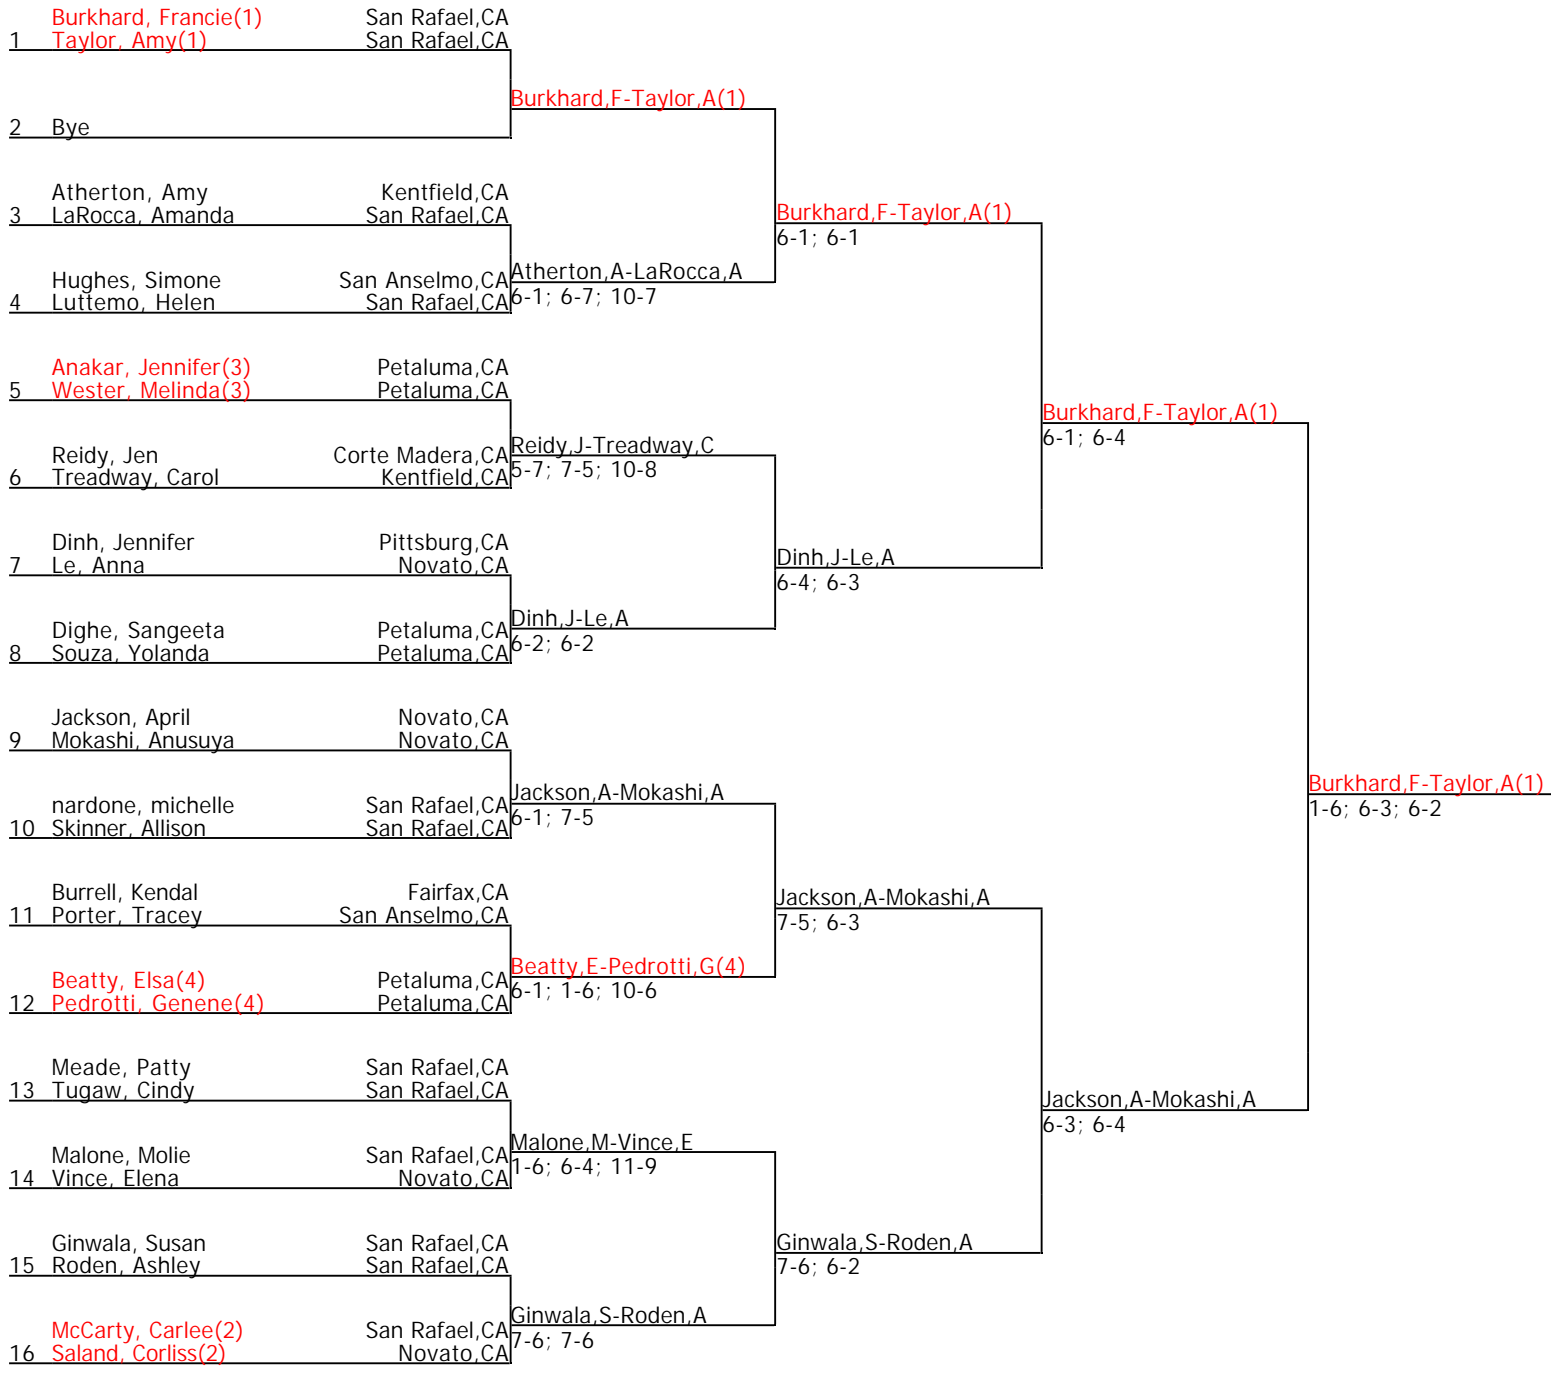 Burkhard, Francie(1) San Rafael,CA
1 Taylor, Amy(1) San Rafael,CA
Burkhard,F-Taylor,A(1)
2 Bye
Atherton, Amy Kentfield,CA
3 LaRocca, Amanda San Rafael,CA
Burkhard,F-Taylor,A(1)
6-1; 6-1
Hughes, Simone San Anselmo,CA
4 Luttemo, Helen San Rafael,CA
Atherton,A-LaRocca,A
6-1; 6-7; 10-7
Anakar, Jennifer(3) Petaluma,CA
5 Wester, Melinda(3) Petaluma,CA
Burkhard,F-Taylor,A(1)
6-1; 6-4
Reidy, Jen Corte Madera,CA
6 Treadway, Carol Kentfield,CA
Reidy,J-Treadway,C
5-7; 7-5; 10-8
Dinh, Jennifer Pittsburg,CA
7 Le, Anna Novato,CA
Dinh,J-Le,A
6-4; 6-3
Dighe, Sangeeta Petaluma,CA
8 Souza, Yolanda Petaluma,CA
Dinh,J-Le,A
6-2; 6-2
Jackson, April Novato,CA
9 Mokashi, Anusuya Novato,CA
Burkhard,F-Taylor,A(1)
1-6; 6-3; 6-2
nardone, michelle San Rafael,CA
10 Skinner, Allison San Rafael,CA
Jackson,A-Mokashi,A
6-1; 7-5
Burrell, Kendal Fairfax,CA
11 Porter, Tracey San Anselmo,CA
Jackson,A-Mokashi,A
7-5; 6-3
Beatty, Elsa(4) Petaluma,CA
12 Pedrotti, Genene(4) Petaluma,CA
Beatty,E-Pedrotti,G(4)
6-1; 1-6; 10-6
Meade, Patty San Rafael,CA
13 Tugaw, Cindy San Rafael,CA
Jackson,A-Mokashi,A
6-3; 6-4
Malone, Molie San Rafael,CA
14 Vince, Elena Novato,CA
Malone,M-Vince,E
1-6; 6-4; 11-9
Ginwala, Susan San Rafael,CA
15 Roden, Ashley San Rafael,CA
Ginwala,S-Roden,A
7-6; 6-2
McCarty, Carlee(2) San Rafael,CA
16 Saland, Corliss(2) Novato,CA
Ginwala,S-Roden,A
7-6; 7-6